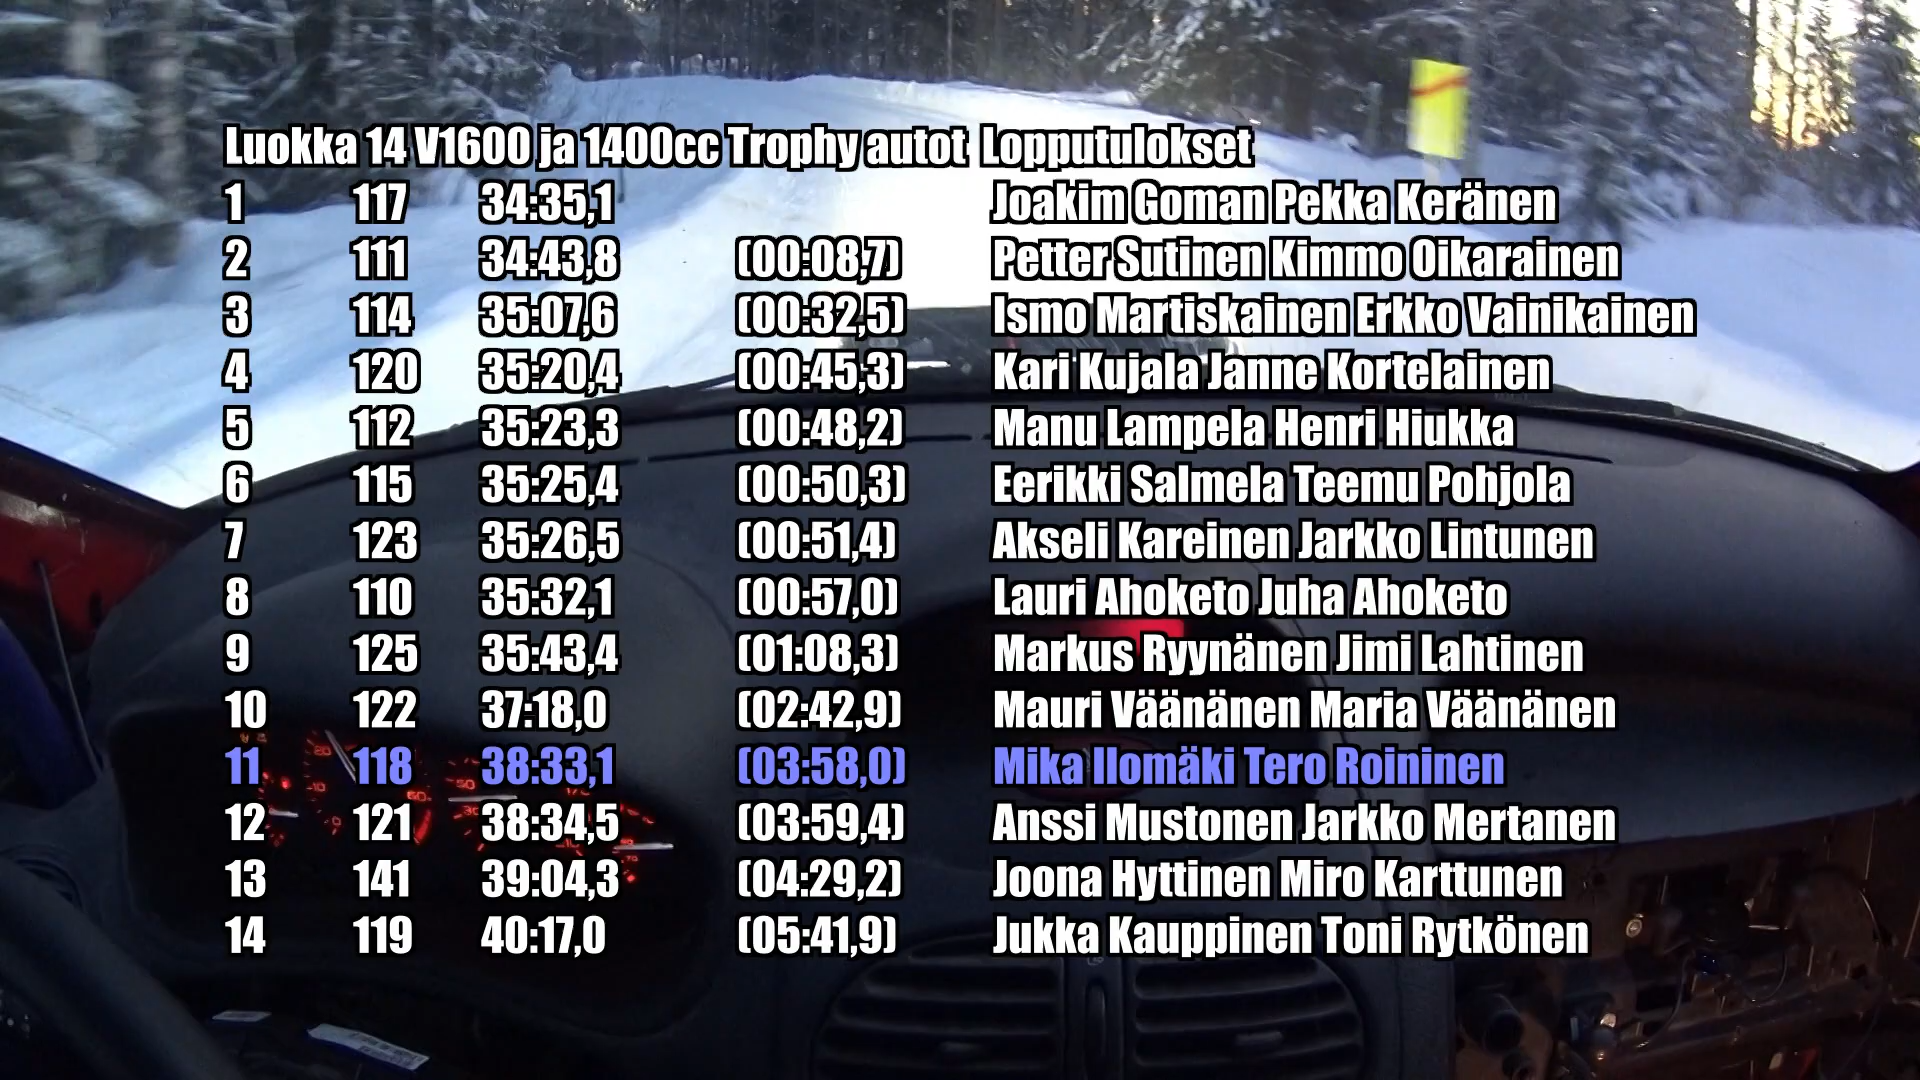 Luokka 14 V1600 ja 1400cc Trophy autot Lopputulokset
1 117 34:35,1 Joakim Goman Pekka Keränen
2 111 34:43,8 (00:08,7) Petter Sutinen Kimmo Oikarainen
3 114 35:07,6 (00:32,5) Ismo Martiskainen Erkko Vainikainen
4 120 35:20,4 (00:45,3) Kari Kujala Janne Kortelainen
5 112 35:23,3 (00:48,2) Manu Lampela Henri Hiukka
6 115 35:25,4 (00:50,3) Eerikki Salmela Teemu Pohjola
7 123 35:26,5 (00:51,4) Akseli Kareinen Jarkko Lintunen
8 110 35:32,1 (00:57,0) Lauri Ahoketo Juha Ahoketo
9 125 35:43,4 (01:08,3) Markus Ryynänen Jimi Lahtinen
10 122 37:18,0 (02:42,9) Mauri Väänänen Maria Väänänen
11 118 38:33,1 (03:58,0) Mika Ilomäki Tero Roininen
12 121 38:34,5 (03:59,4) Anssi Mustonen Jarkko Mertanen
13 141 39:04,3 (04:29,2) Joona Hyttinen Miro Karttunen
14 119 40:17,0 (05:41,9) Jukka Kauppinen Toni Rytkönen